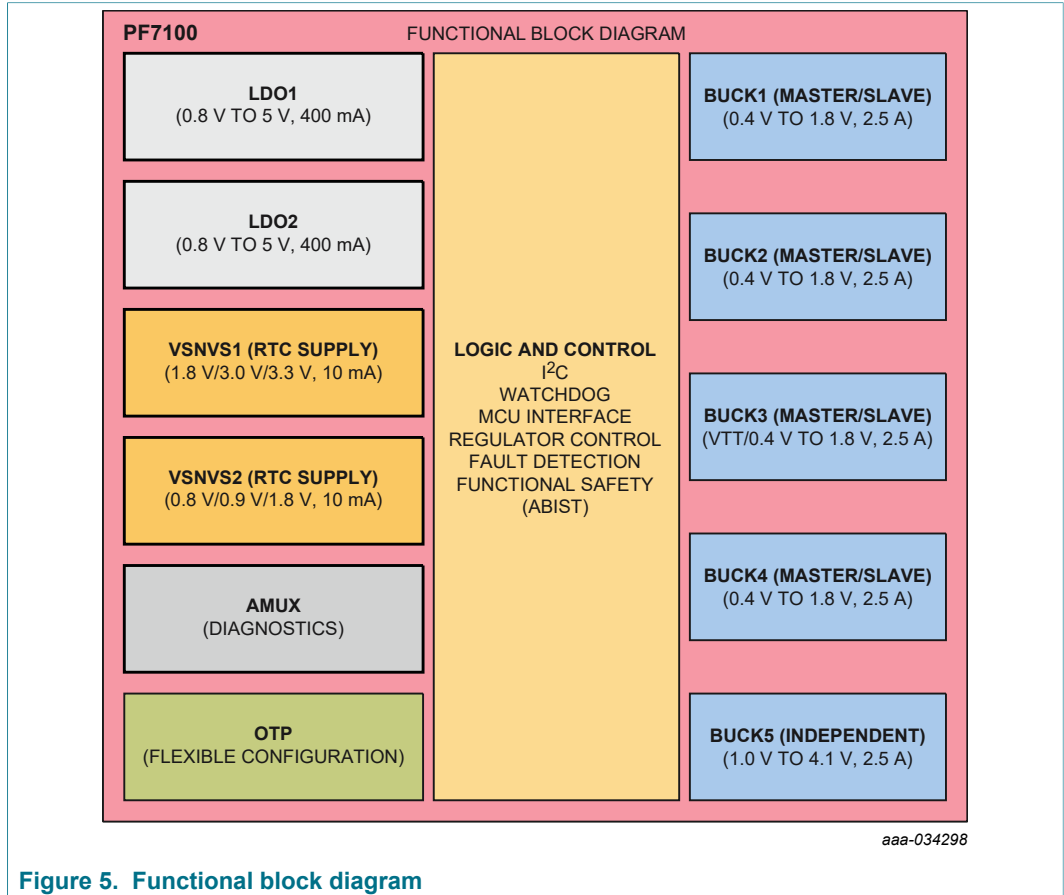 PF7100 FUNCTIONAL BLOCK DIAGRAM
LDO1
(0.8 V TO 5 V, 400 mA)
LDO2
(0.8 V TO 5 V, 400 mA)
VSNVS1 (RTC SUPPLY)
(1.8 V/3.0 V/3.3 V, 10 mA)
VSNVS2 (RTC SUPPLY)
(0.8 V/0.9 V/1.8 V, 10 mA)
AMUX
(DIAGNOSTICS)
OTP
(FLEXIBLE CONFIGURATION)
LOGIC AND CONTROL
I²C
WATCHDOG
MCU INTERFACE
REGULATOR CONTROL
FAULT DETECTION
FUNCTIONAL SAFETY
(ABIST)
BUCK1 (MASTER/SLAVE)
(0.4 V TO 1.8 V, 2.5 A)
BUCK2 (MASTER/SLAVE)
(0.4 V TO 1.8 V, 2.5 A)
BUCK3 (MASTER/SLAVE)
(VTT/0.4 V TO 1.8 V, 2.5 A)
BUCK4 (MASTER/SLAVE)
(0.4 V TO 1.8 V, 2.5 A)
BUCK5 (INDEPENDENT)
(1.0 V TO 4.1 V, 2.5 A)
aaa-034298
Figure 5. Functional block diagram